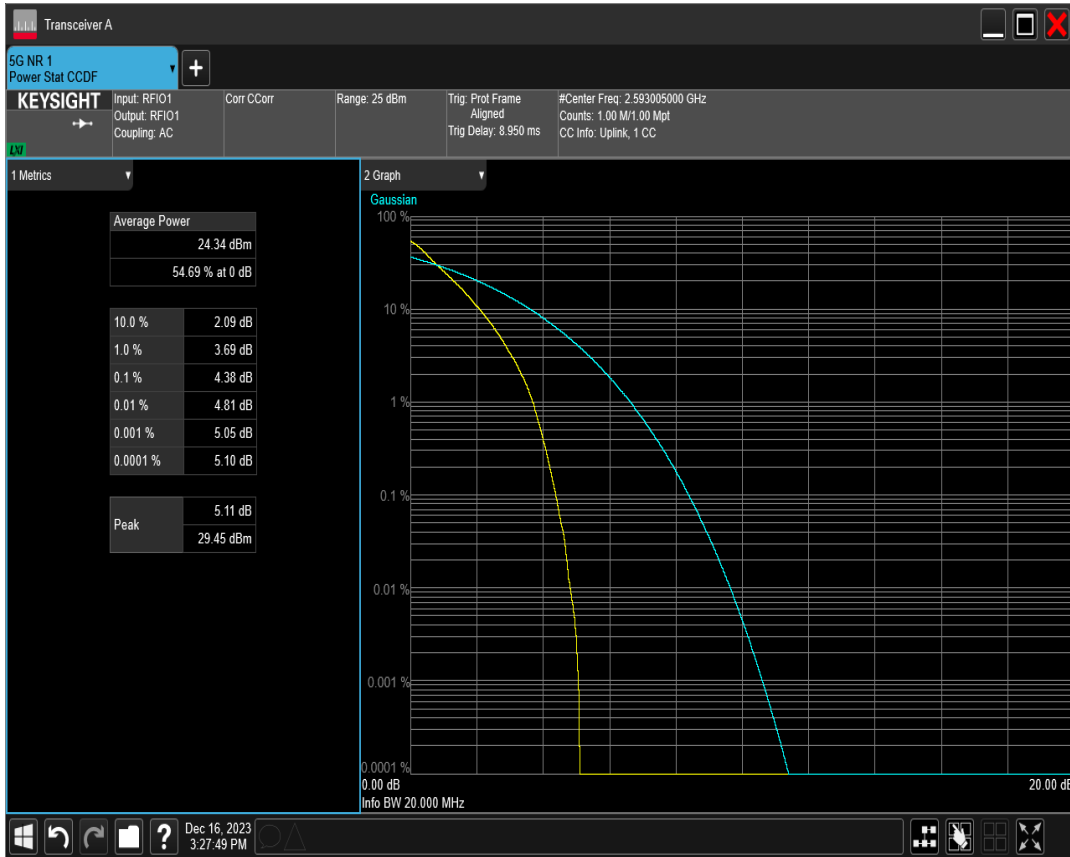 Transceiver A
5G NR 1
Power Stat CCDF
KEYSIGHT
LXI
Input: RFIO1
Output: RFIO1
Coupling: AC
Corr CCorr
Range: 25 dBm
Trig: Prot Frame
Aligned
Trig Delay: 8.950 ms
#Center Freq: 2.593005000 GHz
Counts: 1.00 M/1.00 Mpt
CC Info: Uplink, 1 CC
1 Metrics
Average Power
24.34 dBm
54.69 % at 0 dB
10.0 % 2.09 dB
1.0 % 3.69 dB
0.1 % 4.38 dB
0.01 % 4.81 dB
0.001 % 5.05 dB
0.0001 % 5.10 dB
Peak
5.11 dB
29.45 dBm
2 Graph
Gaussian
100 %
10 %
1 %
0.1 %
0.01 %
0.001 %
0.0001 %
0.00 dB 20.00 dB
Info BW 20.000 MHz
?
Dec 16, 2023
3:27:49 PM